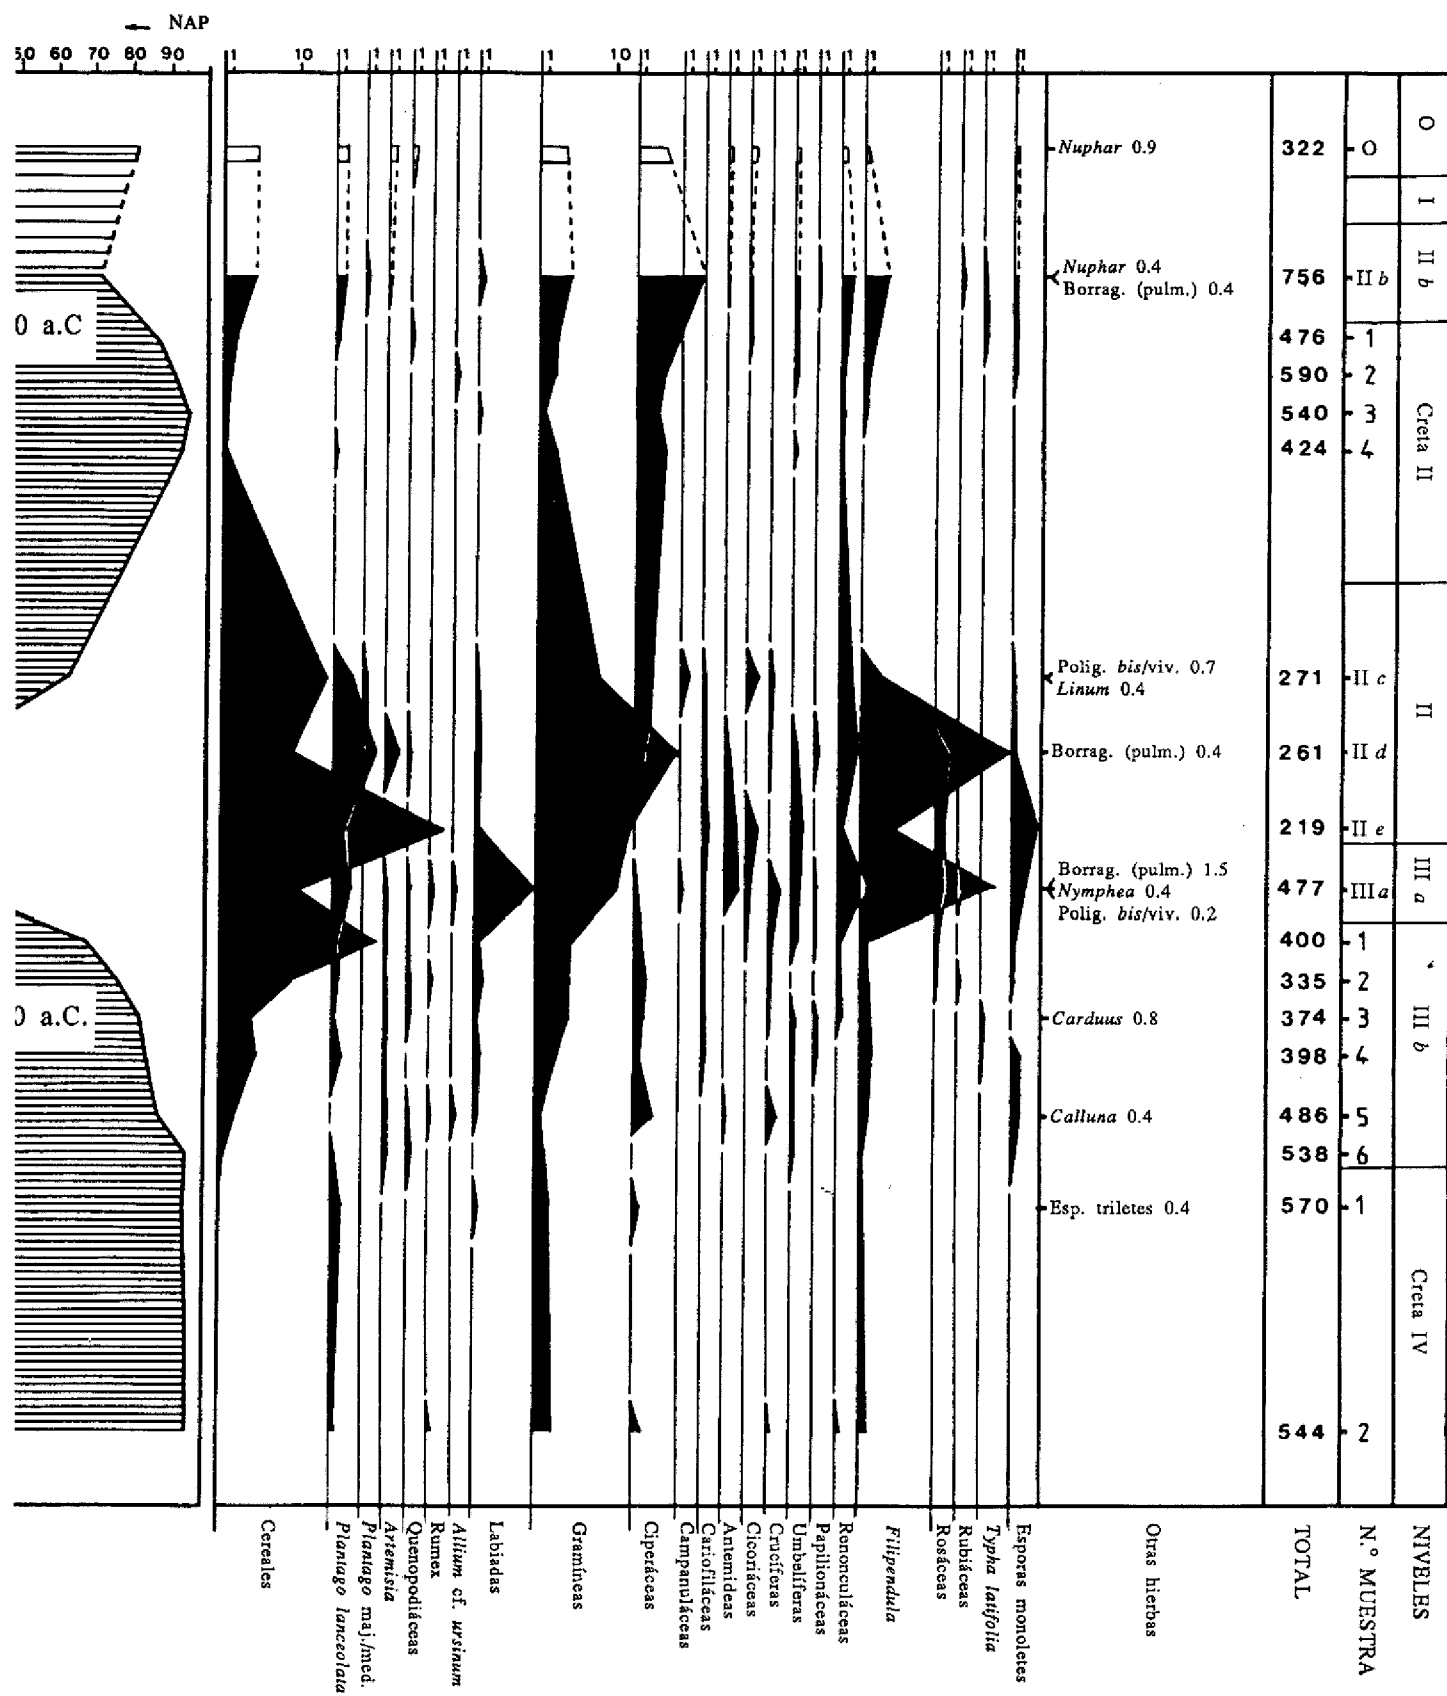 ← NAP
50 60 70 80 90
1 10 1 1 1 1 1 1 1 1 10 1 1 1 1 1 1 1 1 1 1 1 1 1 1
Nuphar 0.9 322 O O
I
Nuphar 0.4
Borrag. (pulm.) 0.4 756 II b II b
0 a.C
476 1
590 2
540 3
424 4
Creta II
Polig. bis/viv. 0.7
Linum 0.4 271 II c
II
Borrag. (pulm.) 0.4 261 II d
219 II e
Borrag. (pulm.) 1.5
Nymphea 0.4 477 III a III a
Polig. bis/viv. 0.2
400 1
335 2
0 a.C.
Carduus 0.8 374 3
III b
398 4
Calluna 0.4 486 5
538 6
Esp. triletes 0.4 570 1
Creta IV
544 2
Cereales
Plantago lanceolata
Plantago maj./med.
Artemisia
Quenopodiáceas
Rumex
Allium cf. ursinum
Labiadas
Gramíneas
Ciperáceas
Campanuláceas
Cariofiláceas
Antemideas
Cicoriáceas
Crucíferas
Umbelíferas
Papilionáceas
Renonculáceas
Filipendula
Rosáceas
Rubiáceas
Typha latifolia
Esporas monoletes
Otras hierbas
TOTAL
N.º MUESTRA
NIVELES